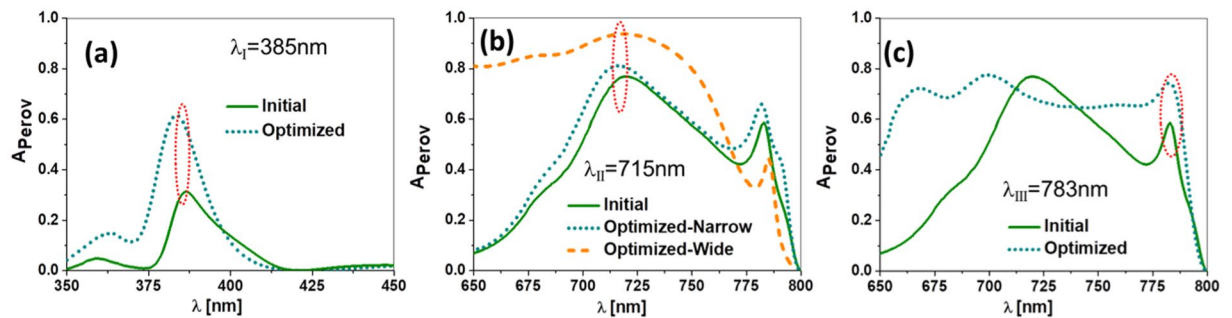 (a)
λI=385nm
Initial
Optimized
APerov
1.0
0.8
0.6
0.4
0.2
0.0
350 375 400 425 450
λ [nm]
(b)
λII=715nm
Initial
Optimized-Narrow
Optimized-Wide
APerov
1.0
0.8
0.6
0.4
0.2
0.0
650 700 725 750 775 800
λ [nm]
(c)
λIII=783nm
Initial
Optimized
APerov
1.0
0.8
0.6
0.4
0.2
0.0
650 700 725 750 775 800
λ [nm]